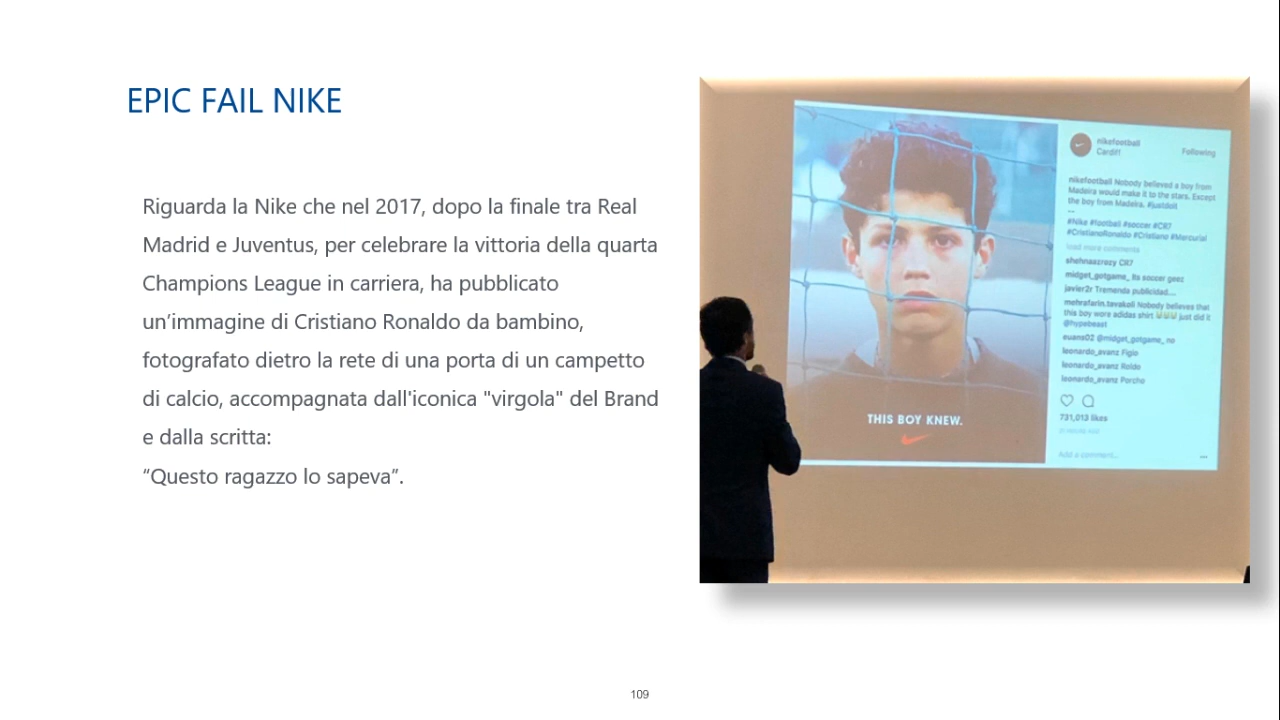 EPIC FAIL NIKE
Riguarda la Nike che nel 2017, dopo la finale tra Real
Madrid e Juventus, per celebrare la vittoria della quarta
Champions League in carriera, ha pubblicato
un’immagine di Cristiano Ronaldo da bambino,
fotografato dietro la rete di una porta di un campetto
di calcio, accompagnata dall'iconica "virgola" del Brand
e dalla scritta:
“Questo ragazzo lo sapeva”.
nikefootball
Cardiff
Following
nikefootball Nobody believed a boy from
Madeira would make it to the stars. Except
the boy from Madeira. #justdoit
--
#Nike #football #soccer #CR7
#CristianoRonaldo #Cristiano #Mercurial
load more comments
shehnaazrozy CR7
midget_gotgame_ Its soccer geec
javier2r Tremenda publicidad....
mehrafarin.tavakoli Nobody believes that
this boy wora adidas shirt just did it
@hypebeast
euans02 @midget_gotgame_ no
leonardo_avanz Figio
leonardo_avanz Roldo
leonardo_avanz Porcho
731,013 likes
Add a comment...
THIS BOY KNEW.
109